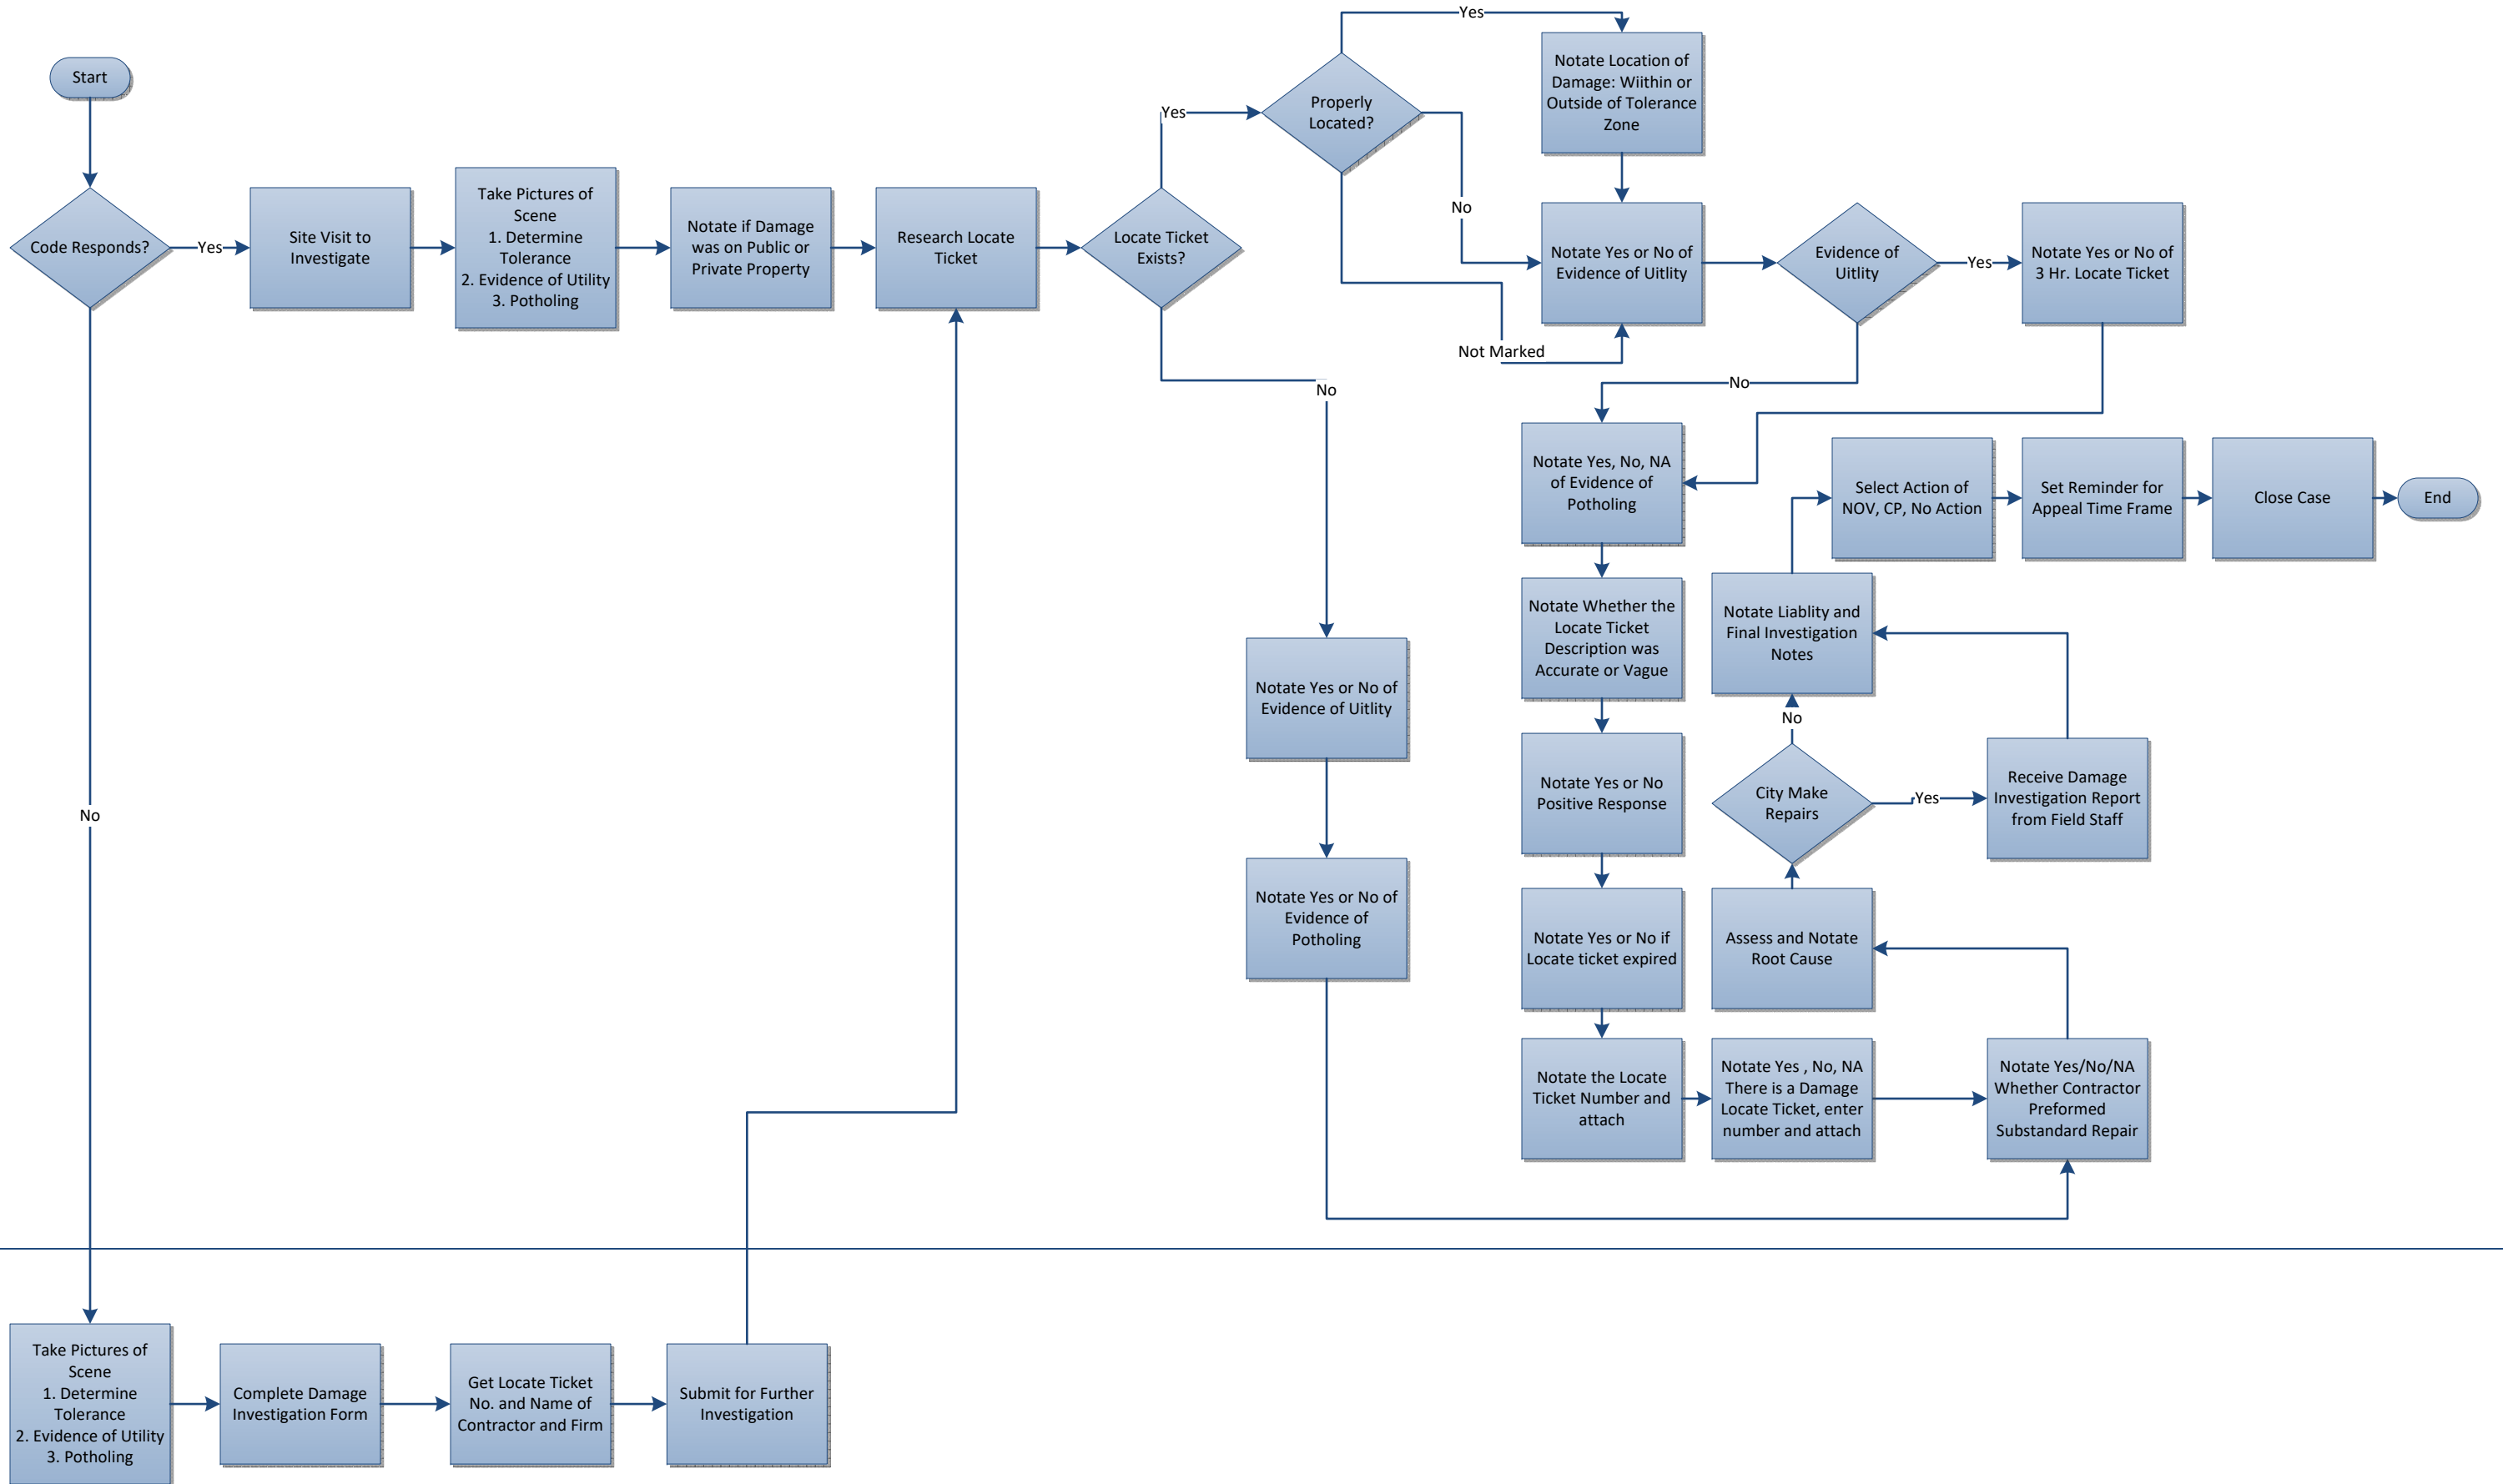 Start
Code Responds?
Yes
Site Visit to
Investigate
Take Pictures of
Scene
1. Determine
Tolerance
2. Evidence of Utility
3. Potholing
Notate if Damage
was on Public or
Private Property
Research Locate
Ticket
Locate Ticket
Exists?
Yes
Properly
Located?
Yes
Notate Location of
Damage: Wiithin or
Outside of Tolerance
Zone
No
Not Marked
Notate Yes or No of
Evidence of Uitlity
Evidence of
Uitlity
Yes
Notate Yes or No of
3 Hr. Locate Ticket
No
Notate Yes, No, NA
of Evidence of
Potholing
Notate Whether the
Locate Ticket
Description was
Accurate or Vague
Notate Yes or No
Positive Response
Notate Yes or No if
Locate ticket expired
Notate the Locate
Ticket Number and
attach
Notate Yes , No, NA
There is a Damage
Locate Ticket, enter
number and attach
Notate Yes/No/NA
Whether Contractor
Preformed
Substandard Repair
Assess and Notate
Root Cause
City Make
Repairs
Yes
Receive Damage
Investigation Report
from Field Staff
No
Notate Liablity and
Final Investigation
Notes
Select Action of
NOV, CP, No Action
Set Reminder for
Appeal Time Frame
Close Case
End
No
Notate Yes or No of
Evidence of Uitlity
Notate Yes or No of
Evidence of
Potholing
No
Take Pictures of
Scene
1. Determine
Tolerance
2. Evidence of Utility
3. Potholing
Complete Damage
Investigation Form
Get Locate Ticket
No. and Name of
Contractor and Firm
Submit for Further
Investigation